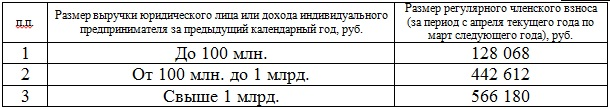 п.п.
Размер выручки юридического лица или дохода индивидуального
предпринимателя за предыдущий календарный год, руб.
Размер регулярного членского взноса
(за период с апреля текущего года по
март следующего года), руб.
1
До 100 млн.
128 068
2
От 100 млн. до 1 млрд.
442 612
3
Свыше 1 млрд.
566 180